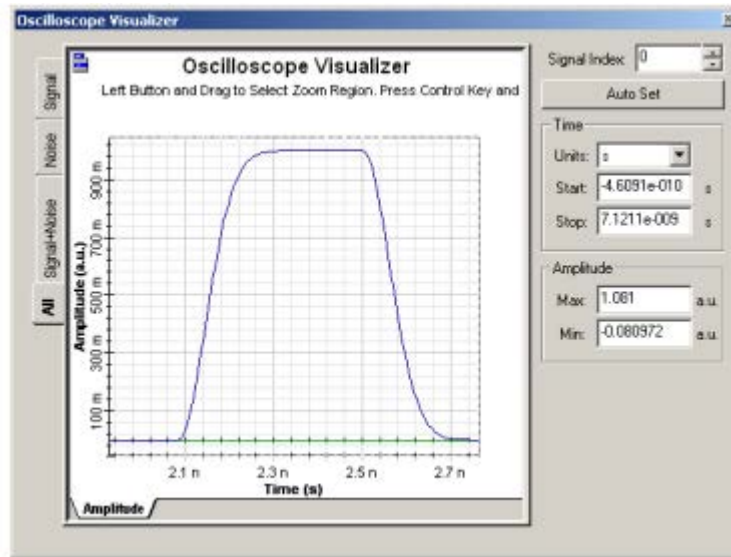 Oscilloscope Visualizer
Signal
Noise
Signal+Noise
All
Oscilloscope Visualizer
Left Button and Drag to Select Zoom Region. Press Control Key and
Amplitude (a.u.)
900 m
700 m
500 m
300 m
100 m
2.1 n
2.3 n
2.5 n
2.7 n
Time (s)
Amplitude
Signal Index: 0
Auto Set
Time
Units: s
Start: -4.6091e-010 s
Stop: 7.1211e-009 s
Amplitude
Max: 1.081 a.u.
Min: -0.080972 a.u.